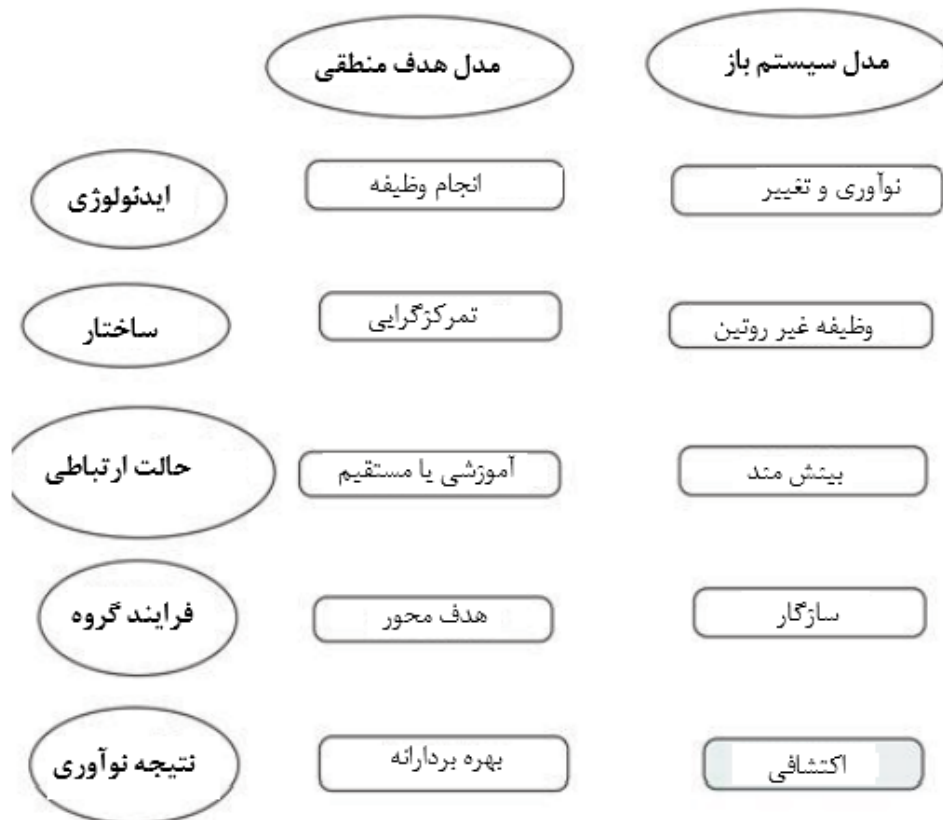 مدل سیستم باز
مدل هدف منطقی
ایدئولوژی
انجام وظیفه
نوآوری و تغییر
ساختار
تمرکزگرایی
وظیفه غیر روتین
حالت ارتباطی
آموزشی یا مستقیم
بینش مند
فرایند گروه
هدف محور
سازگار
نتیجه نوآوری
بهره بردارانه
اکتشافی